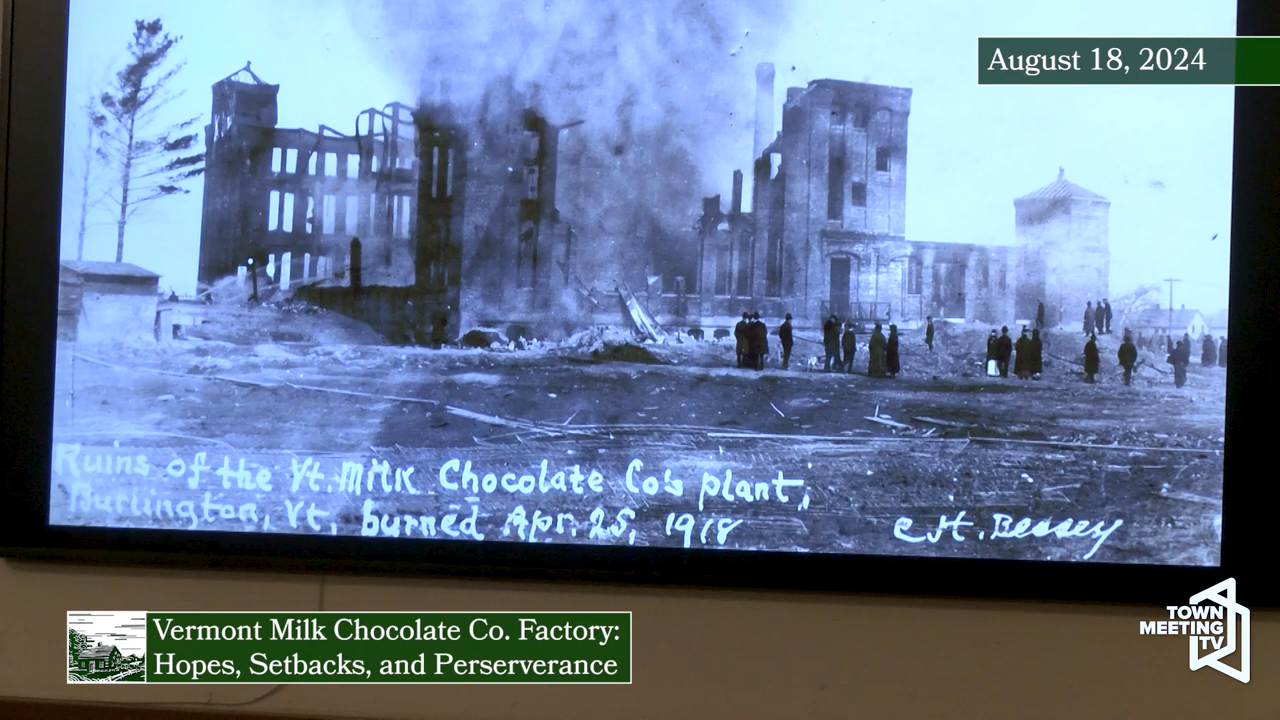 August 18, 2024
Ruins of the Vt. Milk Chocolate Co's plant,
Burlington, Vt. burned Apr. 25, 1918
C. H. Bessey
Vermont Milk Chocolate Co. Factory:
Hopes, Setbacks, and Perserverance
TOWN
MEETING
TV